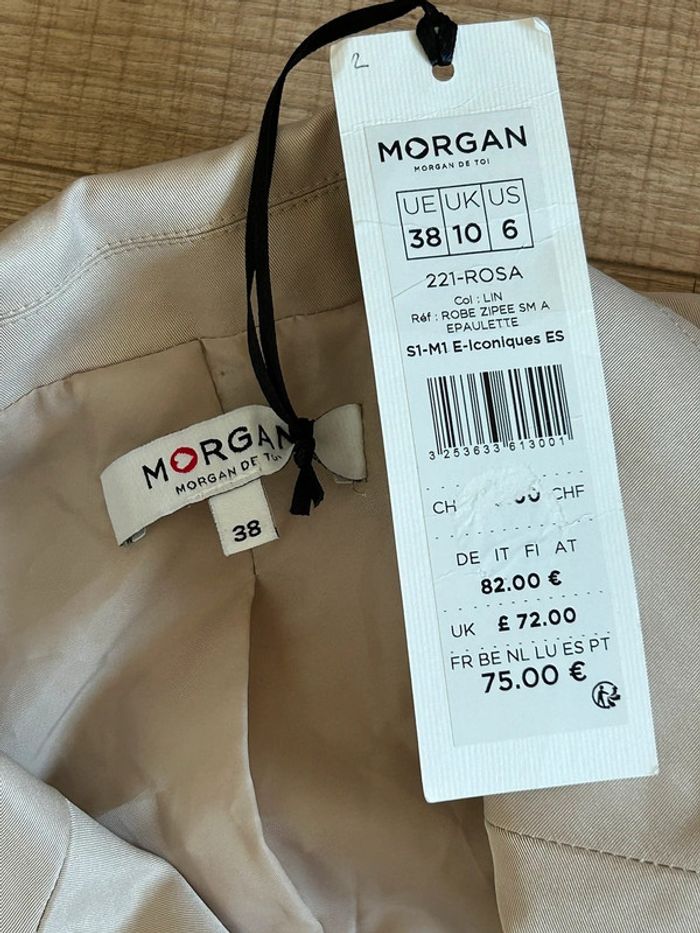 2
MORGAN
MORGAN DE TOI
UE UK US
38 10 6
221-ROSA
Col : LIN
Réf : ROBE ZIPEE SM A
EPAULETTE
S1-M1 E-Iconiques ES
3 253633 613001
CH CHF
DE IT FI AT
82.00 €
UK £ 72.00
FR BE NL LU ES PT
75.00 €
MORGAN
MORGAN DE TOI
38